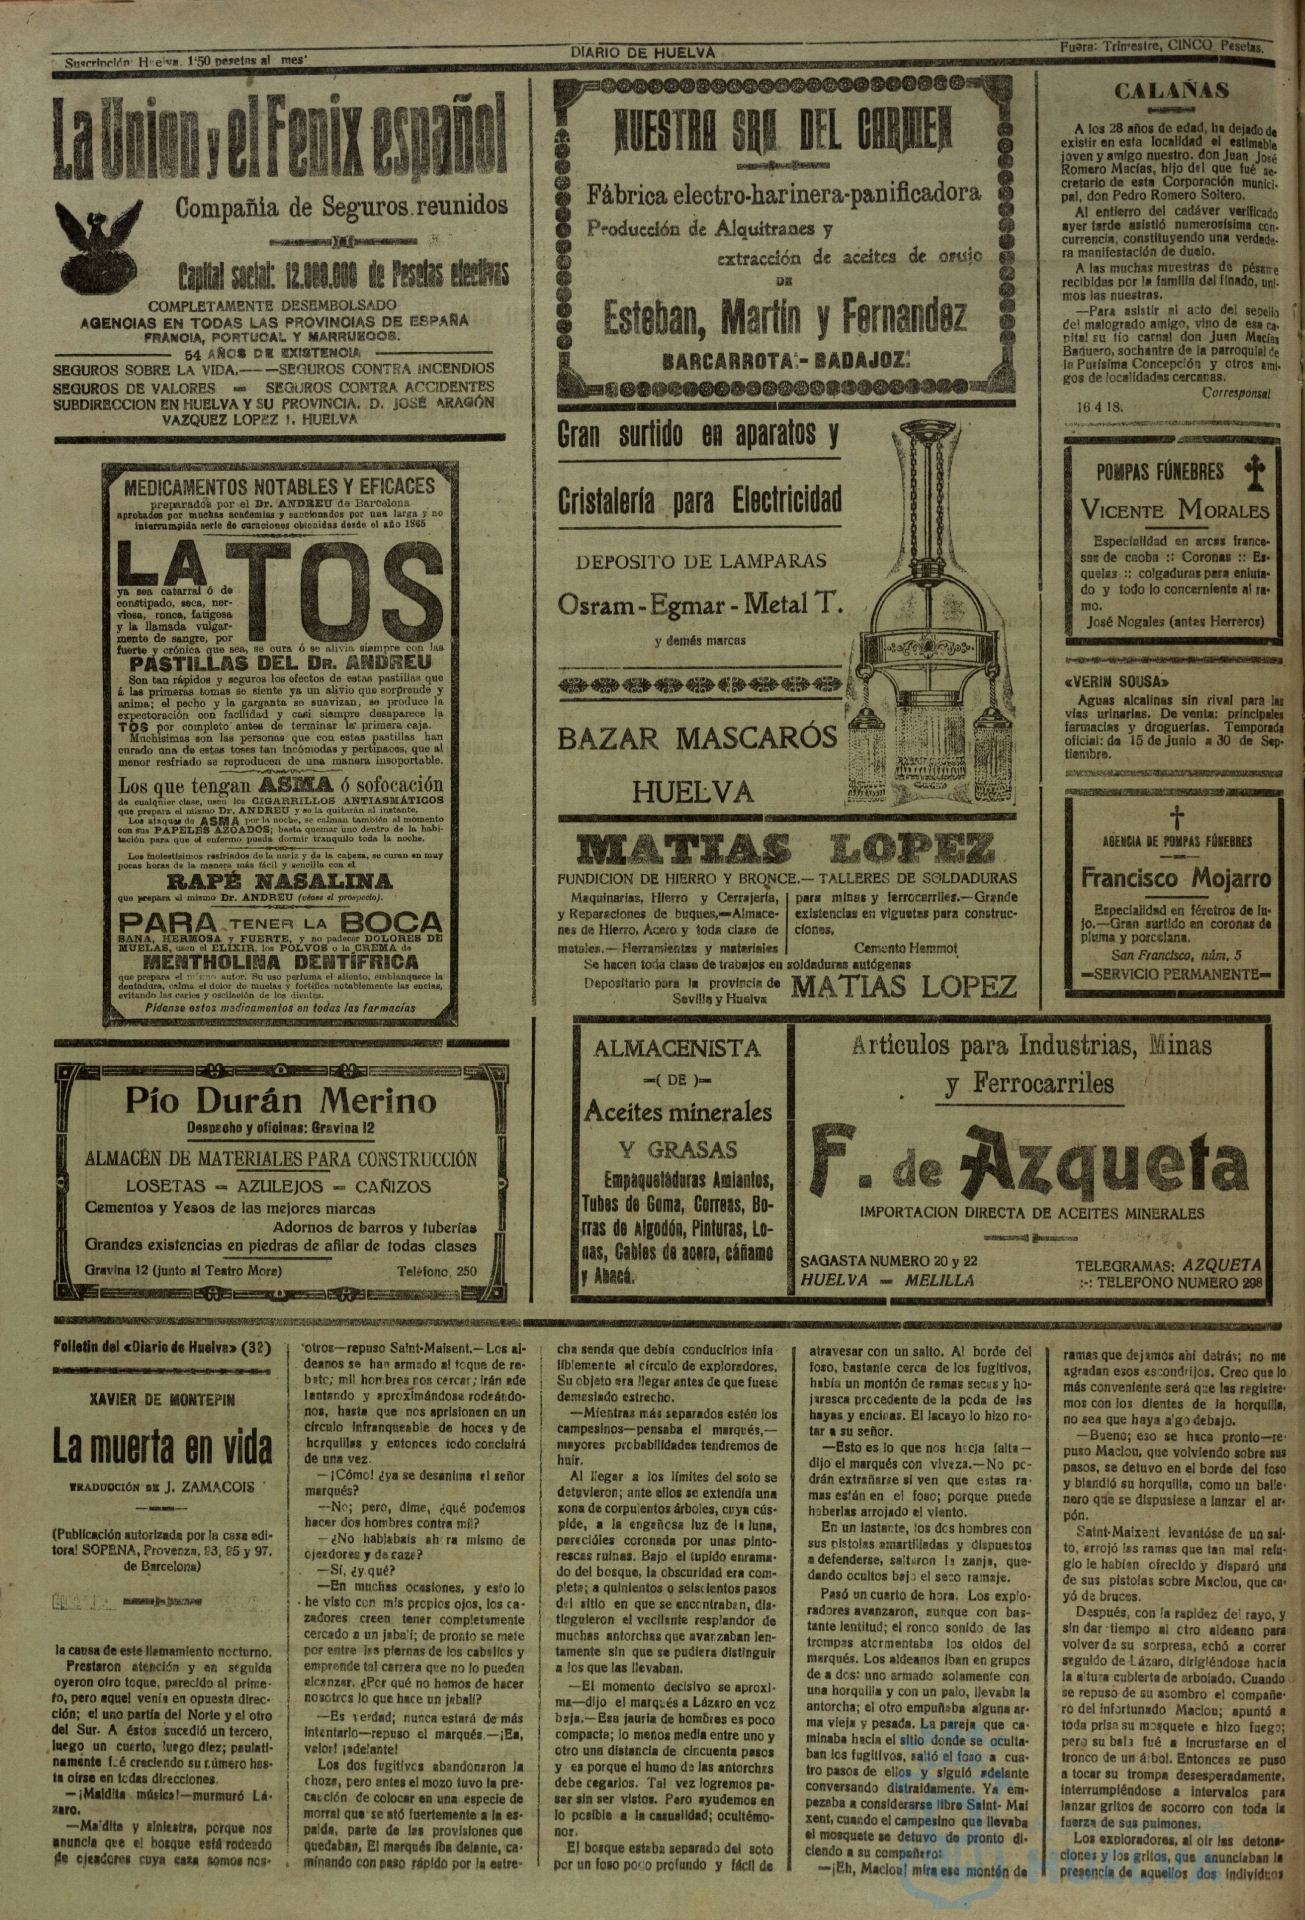 Suscripción Huelva. 1'50 pesetas al mes
DIARIO DE HUELVA
Fuera: Trimestre, CINCO Pesetas.
La Union y el Fenix español
Compañia de Seguros reunidos
Capital social: 12.000.000 de Pesetas efectivas
COMPLETAMENTE DESEMBOLSADO
AGENCIAS EN TODAS LAS PROVINCIAS DE ESPAÑA
FRANCIA, PORTUGAL Y MARRUECOS.
54 AÑOS DE EXISTENCIA
SEGUROS SOBRE LA VIDA.— —SEGUROS CONTRA INCENDIOS
SEGUROS DE VALORES — SEGUROS CONTRA ACCIDENTES
SUBDIRECCION EN HUELVA Y SU PROVINCIA. D. JOSÉ ARAGÓN
VAZQUEZ LOPEZ 1. HUELVA
MEDICAMENTOS NOTABLES Y EFICACES
preparados por el Dr. ANDREU de Barcelona
aprobados por muchas academias y sancionados por una larga y no
interrumpida serie de curaciones obtenidas desde el año 1865
LA TOS
ya sea catarral ó de
constipado, seca, ner-
viosa, ronca, fatigosa
y la llamada vulgar-
mente de sangre, por
fuerte y crónica que sea, se cura ó se alivia siempre con las
PASTILLAS DEL DR. ANDREU
Son tan rápidos y seguros los efectos de estas pastillas que
á las primeras tomas se siente ya un alivio que sorprende y
anima; el pecho y la garganta se suavizan, se produce la
expectoración con facilidad y casi siempre desaparece la
TOS por completo antes de terminar la primera caja.
Muchísimas son las personas que con estas pastillas han
curado una de estas toses tan incómodas y pertinaces, que al
menor resfriado se reproducen de una manera insoportable.
Los que tengan ASMA ó sofocación
de cualquier clase, usen los CIGARRILLOS ANTIASMÁTICOS
que prepara el mismo Dr. ANDREU y se la quitarán al instante.
Los ataques de ASMA por la noche, se calman también al momento
con sus PAPELES AZOADOS; basta quemar uno dentro de la habi-
tación para que el enfermo pueda dormir tranquilo toda la noche.
Los molestísimos resfriados de la nariz y de la cabeza, se curan en muy
pocas horas de la manera más fácil y sencilla con el
RAPÉ NASALINA
que prepara el mismo Dr. ANDREU (véase el prospecto).
PARA TENER LA BOCA
SANA, HERMOSA Y FUERTE, y no padecer DOLORES DE
MUELAS, usen el ELIXIR, los POLVOS o la CREMA de
MENTHOLINA DENTÍFRICA
que prepara el mismo autor. Su uso perfuma el aliento, emblanquece la
dentadura, calma el dolor de muelas y fortifica notablemente las encías,
evitando las caries y oscilación de los dientes.
Pídanse estos medicamentos en todas las farmacias
Pío Durán Merino
Despacho y oficinas: Gravina 12
ALMACÉN DE MATERIALES PARA CONSTRUCCIÓN
LOSETAS — AZULEJOS — CAÑIZOS
Cementos y Yesos de las mejores marcas
Adornos de barros y tuberías
Grandes existencias en piedras de afilar de todas clases
Gravina 12 (junto al Teatro Mora) Teléfono, 250
NUESTRA SRA DEL CARMEN
Fábrica electro-harinera-panificadora
Producción de Alquitranes y
extracción de aceites de orujo
DE
Esteban, Martín y Fernandez
BARCARROTA.-BADAJOZ.
Gran surtido en aparatos y
Cristalería para Electricidad
DEPOSITO DE LAMPARAS
Osram-Egmar-Metal T.
y demás marcas
BAZAR MASCARÓS
HUELVA
MATIAS LOPEZ
FUNDICION DE HIERRO Y BRONCE.— TALLERES DE SOLDADURAS
Maquinarias, Hierro y Cerrajería,
y Reparaciones de buques,—Almace-
nes de Hierro, Acero y toda clase de
metales.— Herramientas y materiales
para minas y ferrocarriles.—Grande
existencias en viguetas para construc-
ciones,
Cemento Hemmot
Se hacen toda clase de trabajos en soldaduras autógenas
Depositario para la provincia de
Sevilla y Huelva
MATIAS LOPEZ
CALAÑAS
A los 28 años de edad, ha dejado de
existir en esta localidad el estimable
joven y amigo nuestro. don Juan José
Romero Macías, hijo del que fué se-
cretario de esta Corporación munici-
pal, don Pedro Romero Soltero.
Al entierro del cadáver verificado
ayer tarde asistió numerosísima con-
currencia, constituyendo una verdade-
ra manifestación de duelo.
A las muchas muestras de pésame
recibidas por la familia del finado, uni-
mos las nuestras.
—Para asistir al acto del sepelio
del malogrado amigo, vino de esa ca-
pital su tío carnal don Juan Macías
Baquero, sochantre de la parroquial de
la Purísima Concepción y otros ami-
gos de localidades cercanas.
Corresponsal
16 4 18.
POMPAS FÚNEBRES
VICENTE MORALES
Especialidad en arcas france-
sas de caoba :: Coronas :: Es-
quelas :: colgaduras para enluta-
do y todo lo concerniente al ra-
mo.
José Nogales (antes Herreros)
«VERIN SOUSA»
Aguas alcalinas sin rival para las
vías urinarias. De venta: principales
farmacias y droguerías. Temporada
oficial: de 15 de Junio a 30 de Sep-
tiembre.
AGENCIA DE POMPAS FÚNEBRES
Francisco Mojarro
Especialidad en féretros de lu-
jo.—Gran surtido en coronas de
pluma y porcelana.
San Francisco, núm. 5
—SERVICIO PERMANENTE—
ALMACENISTA
—( DE )—
Aceites minerales
Y GRASAS
Empaquetaduras Amiantos,
Tubes de Goma, Correas, Bo-
rras de Algodón, Pinturas, Lo-
nas, Cables de acero, cáñamo
y Abacá.
Articulos para Industrias, Minas
y Ferrocarriles
F. de Azqueta
IMPORTACION DIRECTA DE ACEITES MINERALES
SAGASTA NUMERO 20 y 22
HUELVA — MELILLA
TELEGRAMAS: AZQUETA
:-: TELEFONO NUMERO 298
Folletín del «Diario de Huelva» (32)
XAVIER DE MONTEPIN
La muerta en vida
TRADUCCIÓN DE J. ZAMACOIS
(Publicación autorizada por la casa edi-
tora! SOPENA, Provenza, 93, 95 y 97.
de Barcelona)
la causa de este llamamiento nocturno.
Prestaron atención y en seguida
oyeron otro toque, parecido al prime-
ro, pero aquel venía en opuesta direc-
ción; el uno partía del Norte y el otro
del Sur. A éstos sucedió un tercero,
luego un cuarto, luego diez; paulati-
namente fué creciendo su número has-
ta oirse en todas direcciones.
—¡Maldita música!—murmuró Lá-
zaro.
—Maldita y siniestra, porque nos
anuncia que el bosque está rodeado
de ojeadores cuya caza somos nos-
otros—repuso Saint-Maisent.— Los al-
deanos se han armado al toque de re-
bato; mil hombres nos cercar; irán ade
lantando y aproximándose rodeándo-
nos, hasta que nos aprisionen en un
círculo infranqueable de hoces y de
horquillas y entonces todo concluirá
de una vez.
—¡Cómo! ¿ya se desanima el señor
marqués?
—No; pero, dime, ¿qué podemos
hacer dos hombres contra mil?
—¿No hablabais ahora mismo de
ojeadores y de caza?
—Sí, ¿y qué?
—En muchas ocasiones, y esto lo
he visto con mis propios ojos, los ca-
zadores creen tener completamente
cercado a un jabalí; de pronto se mete
por entre las piernas de los caballos y
emprende tal carrera que no lo pueden
alcanzar. ¿Por qué no hemos de hacer
nosotros lo que hace un jabalí?
—Es verdad; nunca estará de más
intentarlo—repuso el marqués.—¡Ea,
valor! ¡adelante!
Los dos fugitivos abandonaron la
choza, pero antes el mozo tuvo la pre-
caución de colocar en una especie de
morral que se ató fuertemente a la es-
palda, parte de las provisiones que
quedaban, El marqués iba delante, ca-
minando con paso rápido por la estre-
cha senda que debía conducirlos infa
liblemente al círculo de exploradores.
Su objeto era llegar antes de que fuese
demasiado estrecho.
—Mientras más separados estén los
campesinos—pensaba el marqués,—
mayores probabilidades tendremos de
huir.
Al llegar a los límites del soto se
detuvieron; ante ellos se extendía una
zona de corpulentos árboles, cuya cús-
pide, a la engañosa luz de la luna,
parecióles coronada por unas pinto-
rescas ruinas. Bajo el tupido enrama-
do del bosque, la obscuridad era com-
pleta; a quinientos o seiscientos pasos
del sitio en que se encontraban, dis-
tinguieron el vacilante resplandor de
muchas antorchas que avanzaban len-
tamente sin que se pudiera distinguir
a los que las llevaban.
—El momento decisivo se aproxi-
ma—dijo el marqués a Lázaro en voz
baja.—Esa jauría de hombres es poco
compacta; lo menos media entre uno y
otro una distancia de cincuenta pasos
y es porque el humo de las antorchas
debe cegarlos. Tal vez logremos pa-
sar sin ser vistos. Pero ayudemos en
lo posible a la casualidad; ocultémo-
nos.
El bosque estaba separado del soto
por un foso poco profundo y fácil de
atravesar con un salto. Al borde del
foso, bastante cerca de los fugitivos,
había un montón de ramas secas y ho-
jarasca procedente de la poda de las
hayas y encinas. El lacayo lo hizo no-
tar a su señor.
—Esto es lo que nos hacía falta—
dijo el marqués con viveza.—No po-
drán extrañarse si ven que estas ra-
mas están en el foso; porque puede
haberlas arrojado el viento.
En un instante, los dos hombres con
sus pistolas amartilladas y dispuestos
a defenderse, saltaron la zanja, que-
dando ocultos bajo el seco ramaje.
Pasó un cuarto de hora. Los explo-
radores avanzaron, aunque con bas-
tante lentitud; el ronco sonido de las
trompas atormentaba los oídos del
marqués. Los aldeanos iban en grupos
de a dos: uno armado solamente con
una horquilla y con un palo, llevaba la
antorcha; el otro empuñaba alguna ar-
ma vieja y pesada. La pareja que ca-
minaba hacia el sitio donde se oculta-
ban los fugitivos, saltó el foso a cua-
tro pasos de ellos y siguió adelante
conversando distraidamente. Ya em-
pezaba a considerarse libre Saint- Mai
xent, cuando el campesino que llevaba
el mosquete se detuvo de pronto di-
ciendo a su compañero:
—¡Eh, Maclou! mira ese montón de
ramas que dejamos ahí detrás; no me
agradan esos escondrijos. Creo que lo
más conveniente será que las registre-
mos con los dientes de la horquilla,
no sea que haya algo debajo.
—Bueno; eso se hace pronto—re-
puso Maclou, que volviendo sobre sus
pasos, se detuvo en el borde del foso
y blandió su horquilla, como un balle-
nero que se dispusiese a lanzar el ar-
pón.
Saint-Maixent levantóse de un sal-
to, arrojó las ramas que tan mal refu-
gio le habían ofrecido y disparó una
de sus pistolas sobre Maclou, que ca-
yó de bruces.
Después, con la rapidez del rayo, y
sin dar tiempo al otro aldeano para
volver de su sorpresa, echó a correr
seguido de Lázaro, dirigiéndose hacia
la altura cubierta de arbolado. Cuando
se repuso de su asombro el compañe-
ro del infortunado Maclou; apuntó a
toda prisa su mosquete e hizo fuego;
pero su bala fué a incrustarse en el
tronco de un árbol. Entonces se puso
a tocar su trompa desesperadamente,
interrumpiéndose a intervalos para
lanzar gritos de socorro con toda la
fuerza de sus pulmones.
Los exploradores, al oir las detona-
ciones y los gritos, que anunciaban la
presencia de aquellos dos individuos